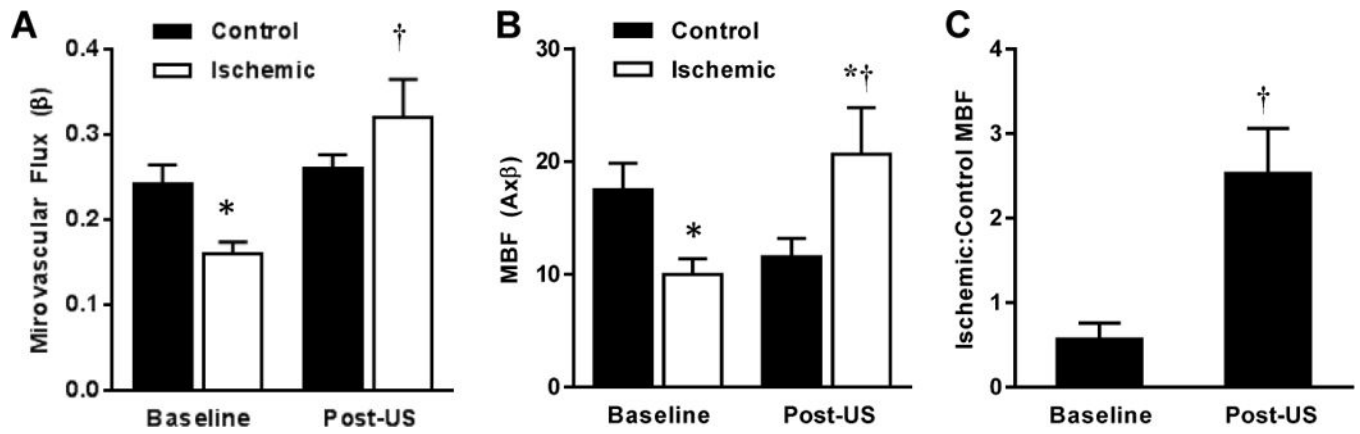 A
Control
Ischemic
†
*
Mirovascular Flux (β)
0.4
0.3
0.2
0.1
0.0
Baseline
Post-US
B
Control
Ischemic
*†
*
MBF (Axβ)
30
20
10
0
Baseline
Post-US
C
†
Ischemic:Control MBF
4
3
2
1
0
Baseline
Post-US